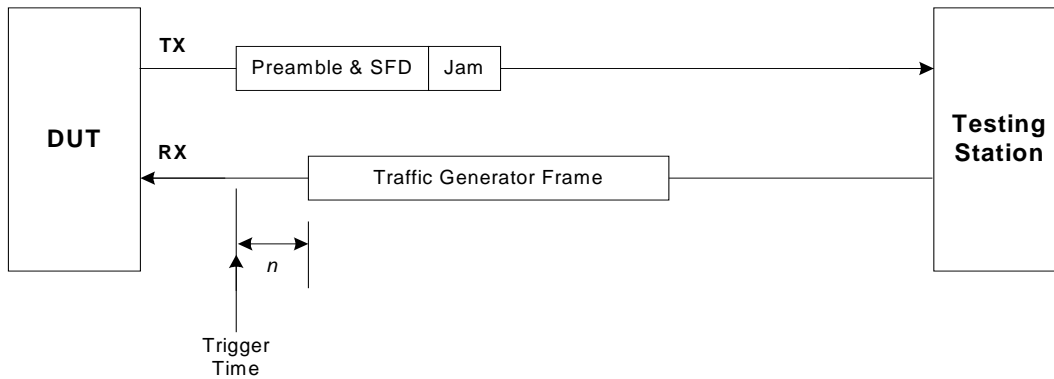 TX
Preamble & SFD
Jam
DUT
Testing
Station
RX
Traffic Generator Frame
n
Trigger
Time